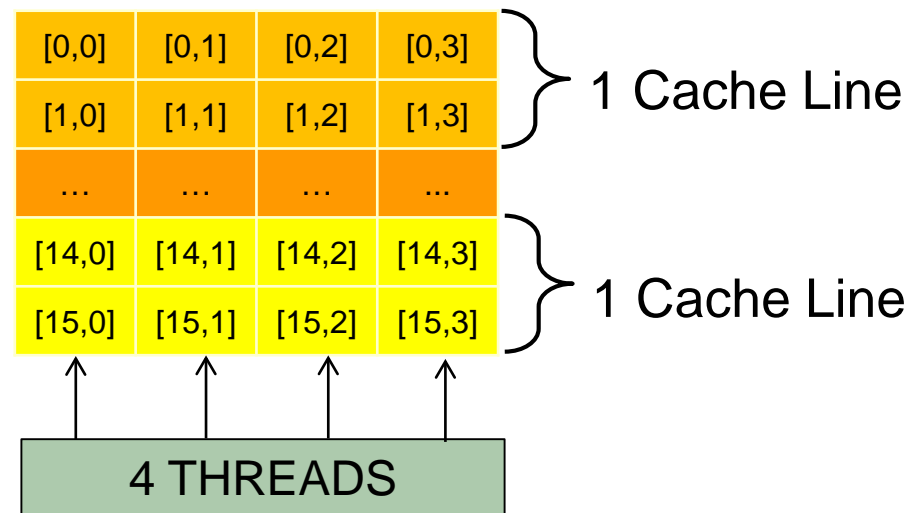 [0,0] [0,1] [0,2] [0,3]
1 Cache Line
[1,0] [1,1] [1,2] [1,3]
… … … ...
[14,0] [14,1] [14,2] [14,3]
1 Cache Line
[15,0] [15,1] [15,2] [15,3]
4 THREADS